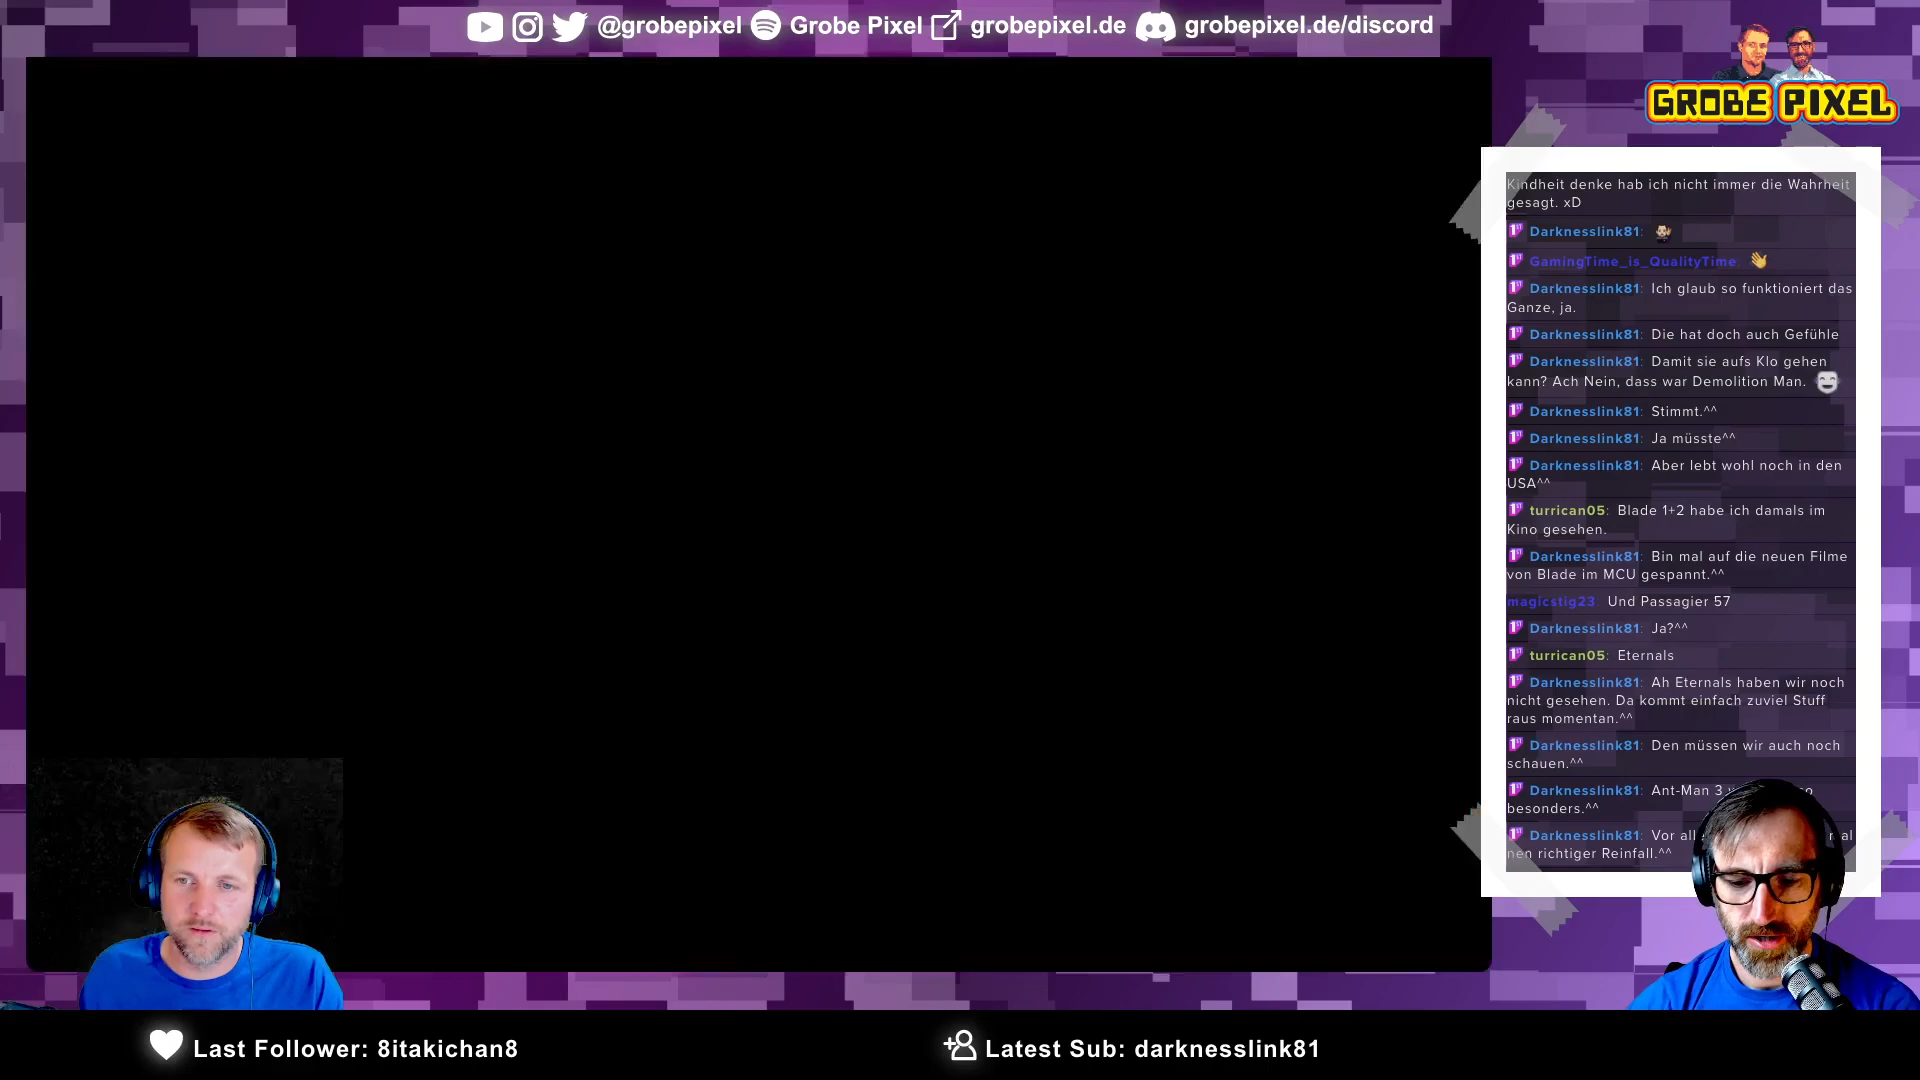 @grobepixel Grobe Pixel grobepixel.de grobepixel.de/discord
GROBE PIXEL
Kindheit denke hab ich nicht immer die Wahrheit
gesagt. xD
Darknesslink81:
GamingTime_is_QualityTime:
Darknesslink81: Ich glaub so funktioniert das
Ganze, ja.
Darknesslink81: Die hat doch auch Gefühle
Darknesslink81: Damit sie aufs Klo gehen
kann? Ach Nein, dass war Demolition Man.
Darknesslink81: Stimmt.^^
Darknesslink81: Ja müsste^^
Darknesslink81: Aber lebt wohl noch in den
USA^^
turrican05: Blade 1+2 habe ich damals im
Kino gesehen.
Darknesslink81: Bin mal auf die neuen Filme
von Blade im MCU gespannt.^^
magicstig23: Und Passagier 57
Darknesslink81: Ja?^^
turrican05: Eternals
Darknesslink81: Ah Eternals haben wir noch
nicht gesehen. Da kommt einfach zuviel Stuff
raus momentan.^^
Darknesslink81: Den müssen wir auch noch
schauen.^^
Darknesslink81: Ant-Man 3
besonders.^^
Darknesslink81: Vor
nen richtiger Reinfall.^^
Last Follower: 8itakichan8
Latest Sub: darknesslink81